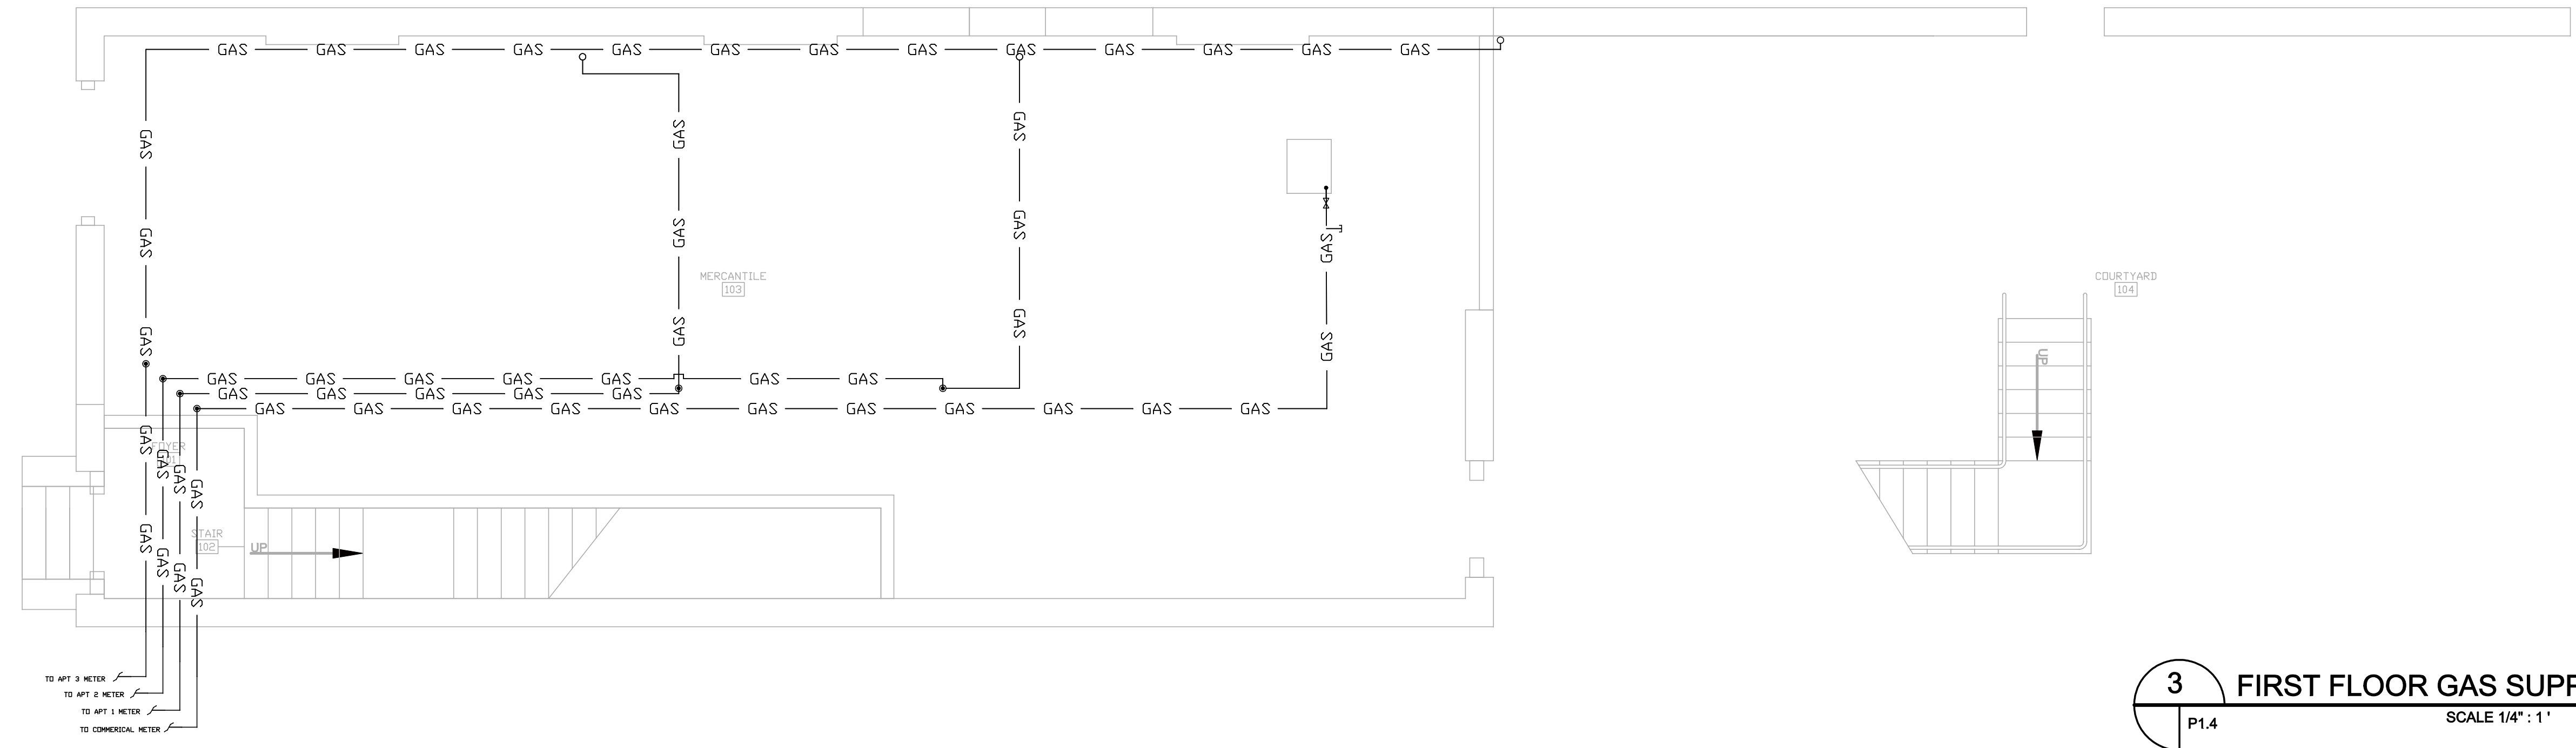 GAS GAS GAS GAS GAS GAS GAS GAS GAS GAS GAS GAS GAS
GAS
GAS
GAS
GAS
GAS
GAS
GAS
GAS
GAS
GAS
GAS
GAS
GAS
MERCANTILE
103
COURTYARD
104
UP
GAS GAS GAS GAS GAS GAS GAS
GAS GAS GAS GAS GAS
GAS GAS GAS GAS GAS GAS GAS GAS GAS GAS GAS
FOYER
GAS
GAS
GAS
GAS
GAS
GAS
STAIR
102
UP
TO APT 3 METER
TO APT 2 METER
TO APT 1 METER
TO COMMERICAL METER
3
P1.4
FIRST FLOOR GAS
SCALE 1/4" : 1 '